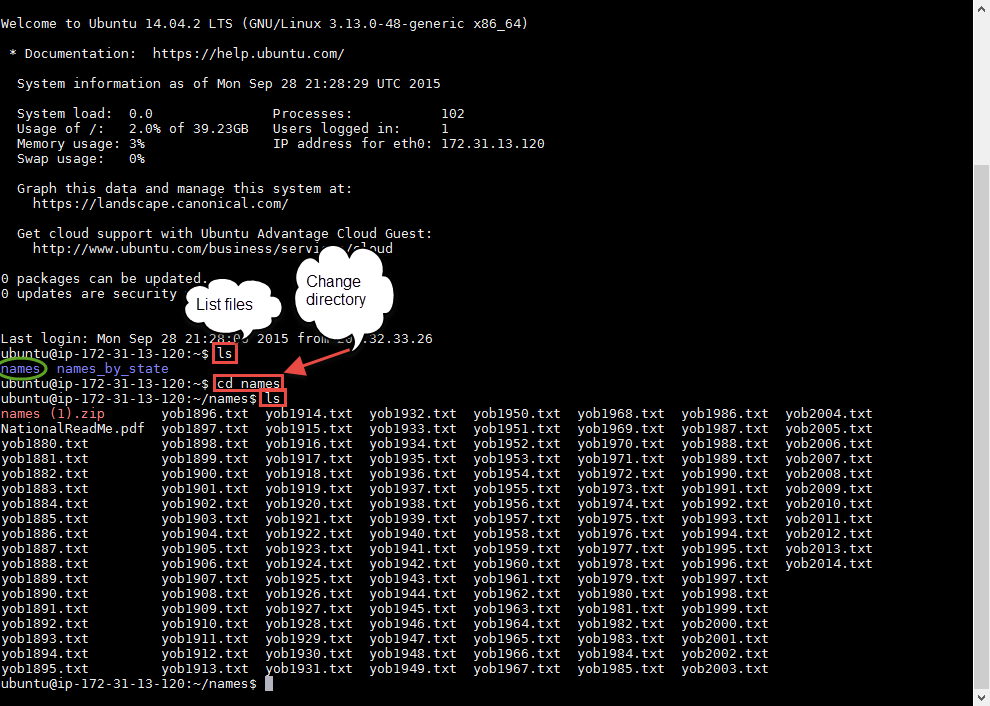 Welcome to Ubuntu 14.04.2 LTS (GNU/Linux 3.13.0-48-generic x86_64)
* Documentation:  https://help.ubuntu.com/
System information as of Mon Sep 28 21:28:29 UTC 2015
System load:  0.0                Processes:           102
Usage of /:   2.0% of 39.23GB   Users logged in:     1
Memory usage: 3%                IP address for eth0: 172.31.13.120
Swap usage:   0%
Graph this data and manage this system at:
https://landscape.canonical.com/
Get cloud support with Ubuntu Advantage Cloud Guest:
http://www.ubuntu.com/business/servi /cloud
0 packages can be updated.
0 updates are security
Change
directory
List files
Last login: Mon Sep 28 21:28:0 2015 from .32.33.26
ubuntu@ip-172-31-13-120:~$ ls
names  names_by_state
ubuntu@ip-172-31-13-120:~$ cd names
ubuntu@ip-172-31-13-120:~/names$ ls
names (1).zip       yob1896.txt  yob1914.txt  yob1932.txt  yob1950.txt  yob1968.txt  yob1986.txt  yob2004.txt
NationalReadMe.pdf  yob1897.txt  yob1915.txt  yob1933.txt  yob1951.txt  yob1969.txt  yob1987.txt  yob2005.txt
yob1880.txt         yob1898.txt  yob1916.txt  yob1934.txt  yob1952.txt  yob1970.txt  yob1988.txt  yob2006.txt
yob1881.txt         yob1899.txt  yob1917.txt  yob1935.txt  yob1953.txt  yob1971.txt  yob1989.txt  yob2007.txt
yob1882.txt         yob1900.txt  yob1918.txt  yob1936.txt  yob1954.txt  yob1972.txt  yob1990.txt  yob2008.txt
yob1883.txt         yob1901.txt  yob1919.txt  yob1937.txt  yob1955.txt  yob1973.txt  yob1991.txt  yob2009.txt
yob1884.txt         yob1902.txt  yob1920.txt  yob1938.txt  yob1956.txt  yob1974.txt  yob1992.txt  yob2010.txt
yob1885.txt         yob1903.txt  yob1921.txt  yob1939.txt  yob1957.txt  yob1975.txt  yob1993.txt  yob2011.txt
yob1886.txt         yob1904.txt  yob1922.txt  yob1940.txt  yob1958.txt  yob1976.txt  yob1994.txt  yob2012.txt
yob1887.txt         yob1905.txt  yob1923.txt  yob1941.txt  yob1959.txt  yob1977.txt  yob1995.txt  yob2013.txt
yob1888.txt         yob1906.txt  yob1924.txt  yob1942.txt  yob1960.txt  yob1978.txt  yob1996.txt  yob2014.txt
yob1889.txt         yob1907.txt  yob1925.txt  yob1943.txt  yob1961.txt  yob1979.txt  yob1997.txt
yob1890.txt         yob1908.txt  yob1926.txt  yob1944.txt  yob1962.txt  yob1980.txt  yob1998.txt
yob1891.txt         yob1909.txt  yob1927.txt  yob1945.txt  yob1963.txt  yob1981.txt  yob1999.txt
yob1892.txt         yob1910.txt  yob1928.txt  yob1946.txt  yob1964.txt  yob1982.txt  yob2000.txt
yob1893.txt         yob1911.txt  yob1929.txt  yob1947.txt  yob1965.txt  yob1983.txt  yob2001.txt
yob1894.txt         yob1912.txt  yob1930.txt  yob1948.txt  yob1966.txt  yob1984.txt  yob2002.txt
yob1895.txt         yob1913.txt  yob1931.txt  yob1949.txt  yob1967.txt  yob1985.txt  yob2003.txt
ubuntu@ip-172-31-13-120:~/names$